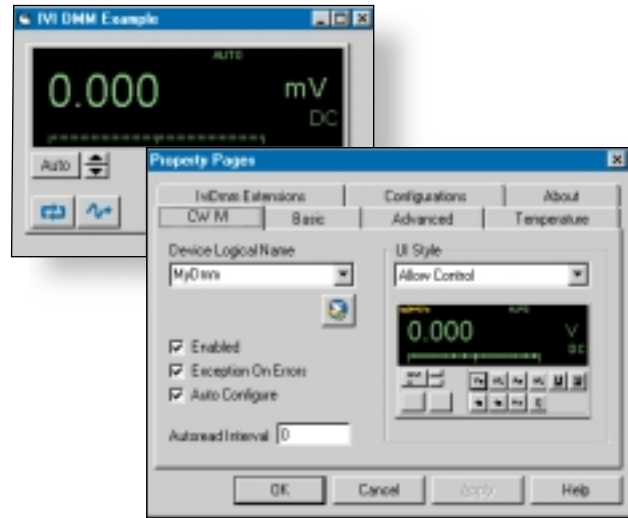 IVI DMM Example
AUTO
0.000 mV
DC
Auto
Property Pages
IviDmm Extensions Configurations About
CW M Basic Advanced Temperature
Device Logical Name
MyDmm
UI Style
Allow Control
AUTO
0.000 V
DC
Enabled
Exception On Errors
Auto Configure
Autoread Interval 0
OK Cancel Apply Help